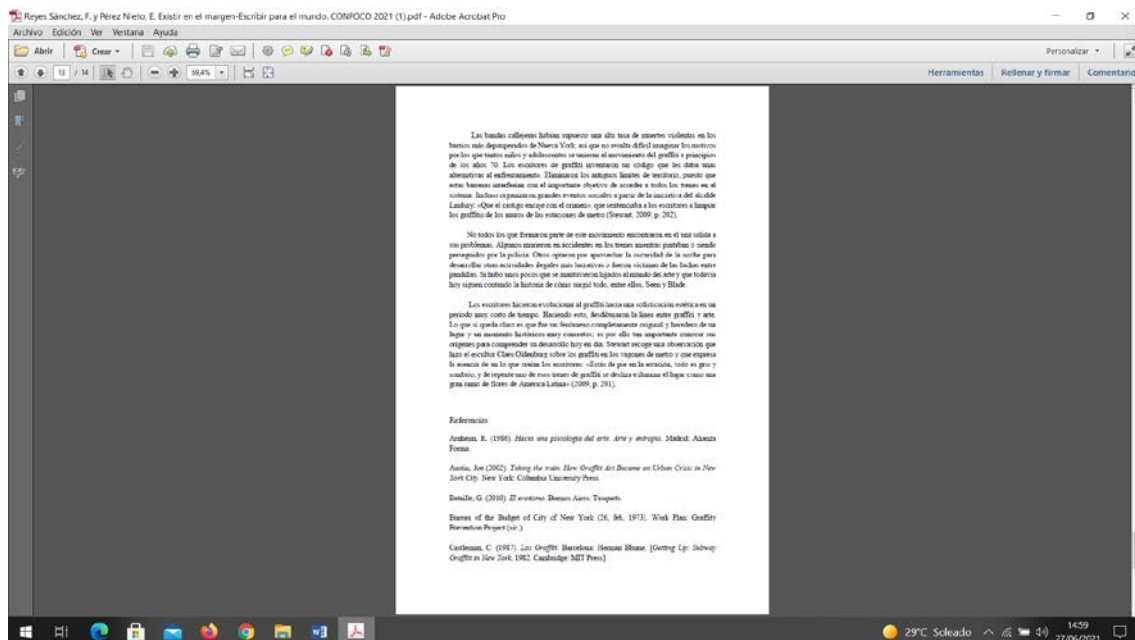 Reyes Sánchez, F. y Pérez Nieto, E. Existir en el margen-Escribir para el mundo. CONFOCO 2021 (1).pdf - Adobe Acrobat Pro
Archivo Edición Ver Ventana Ayuda
Abrir Crear Personalizar
13 / 14 59,4% Herramientas Rellenar y firmar Comentario
Las bandas callejeras habían supuesto una alta tasa de muertes violentas en los
barrios más depauperados de Nueva York, así que no resulta difícil imaginar los motivos
por los que tantos niños y adolescentes se unieron al movimiento del graffiti a principios
de los años 70. Los escritores de graffiti inventaron un código que les daba unas
alternativas al enfrentamiento. Eliminaron los antiguos límites de territorio, puesto que
estas barreras interferían con el importante objetivo de acceder a todos los trenes en el
sistema. Incluso organizaron grandes eventos sociales a partir de la iniciativa del alcalde
Lindsay: «Que el castigo encaje con el crimen», que sentenciaba a los escritores a limpiar
los graffitis de los muros de las estaciones de metro (Stewart, 2009, p. 202).
No todos los que formaron parte de este movimiento encontraron en él una salida a
sus problemas. Algunos murieron en accidentes en los trenes mientras pintaban o siendo
perseguidos por la policía. Otros optaron por aprovechar la oscuridad de la noche para
desarrollar otras actividades ilegales más lucrativas o fueron víctimas de las luchas entre
pandillas. Sí hubo unos pocos que se mantuvieron ligados al mundo del arte y que todavía
hoy siguen contando la historia de cómo surgió todo, entre ellos, Seen y Blade.
Los escritores hicieron evolucionar al graffiti hacia una sofisticación estética en un
periodo muy corto de tiempo. Haciendo esto, desdibujaron la línea entre graffiti y arte.
Lo que sí queda claro es que fue un fenómeno completamente original y heredero de un
lugar y un momento históricos muy concretos; es por ello tan importante conocer sus
orígenes para comprender su desarrollo hoy en día. Stewart recoge una observación que
hizo el escultor Claes Oldenburg sobre los graffiti en los vagones de metro y que expresa
la esencia de en lo que creían los escritores: «Estás de pie en la estación, todo es gris y
sombrío, y de repente uno de esos trenes de graffiti se desliza e ilumina el lugar como una
gran ramo de flores de América Latina» (2009, p. 201).
Referencias
Arnheim, R. (1986). Hacia una psicología del arte. Arte y entropía. Madrid: Alianza
Forma.
Austin, Joe (2002). Taking the train. How Graffiti Art Became an Urban Crisis in New
York City. New York: Columbia University Press.
Bataille, G. (2010). El erotismo. Buenos Aires: Tusquets.
Bureau of the Budget of City of New York (26, feb, 1973). Work Plan: Graffity
Prevention Project (sic.).
Castleman, C. (1987). Los Graffiti. Barcelona: Herman Blume. [Getting Up: Subway
Graffiti in New York, 1982. Cambridge: MIT Press].
29°C Soleado 14:59
27/06/2021